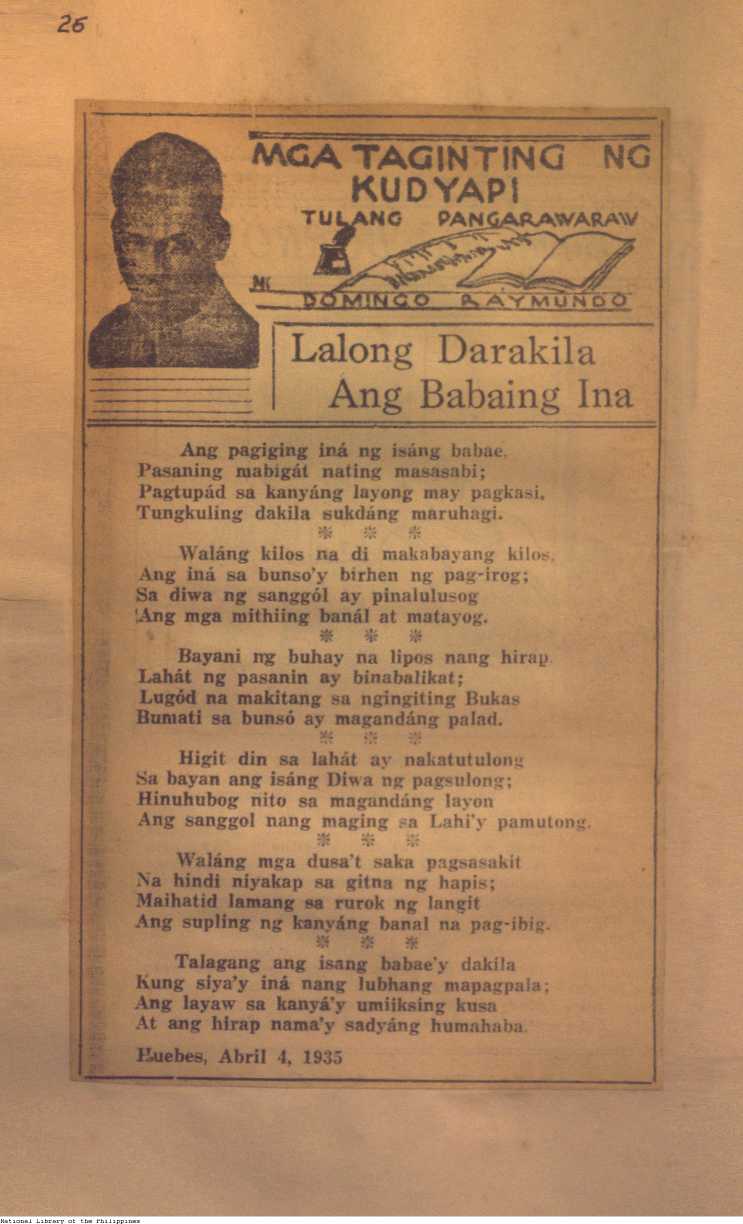 26
MGA TAGINTING NG
KUDYAPI
TULANG PANGARAWARAW
NI
DOMINGO RAYMUNDO
Lalong Darakila
Ang Babaing Ina
Ang pagiging iná ng isáng babae,
Pasaning mabigát nating masasabi;
Pagtupád sa kanyáng layong may pagkasi,
Tungkuling dakila sukdáng maruhagi.
* * *
Waláng kilos na di makabayang kilos,
Ang iná sa bunso'y birhen ng pag-irog;
Sa diwa ng sanggól ay pinalulusog
Ang mga mithiing banál at matayog.
* * *
Bayani ng buhay na lipos nang hirap
Lahát ng pasanin ay binabalikat;
Lugód na makitang sa ngingiting Bukas
Bumati sa bunsó ay magandáng palad.
* * *
Higit din sa lahát ay nakatutulong
Sa bayan ang isáng Diwa ng pagsulong;
Hinuhubog nito sa magandáng layon
Ang sanggol nang maging sa Lahi'y pamutong.
* * *
Waláng mga dusa't saka pagsasakit
Na hindi niyakap sa gitna ng hapis;
Maihatid lamang sa rurok ng langit
Ang supling ng kanyáng banal na pag-ibig.
* * *
Talagang ang isang babae'y dakila
Kung siya'y iná nang lubhang mapagpala;
Ang layaw sa kanyá'y umiiksing kusa
At ang hirap nama'y sadyáng humahaba.
Huebes, Abril 4, 1935
National Library of the Philippines